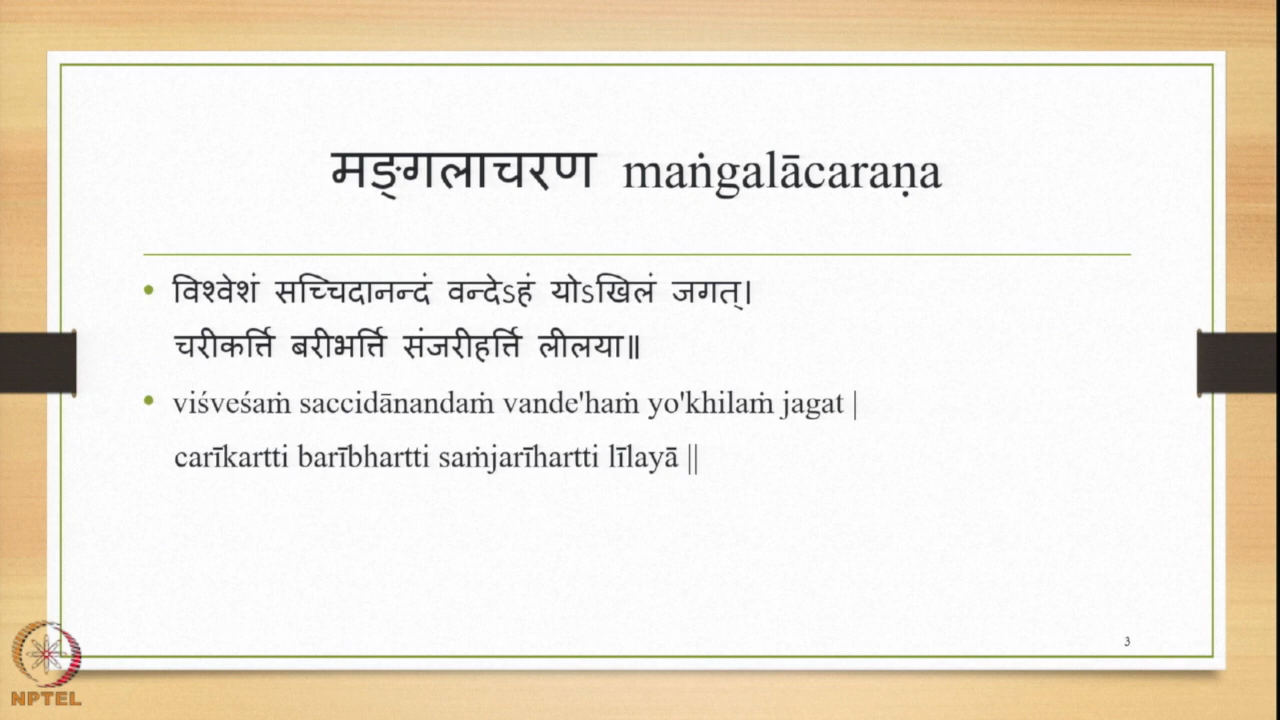 मङ्गलाचरण maṅgalācaraṇa
• विश्वेशं सच्चिदानन्दं वन्देऽहं योऽखिलं जगत्।
चरीकर्त्ति बरीभर्त्ति संजरीहर्त्ति लीलया॥
• viśveśaṁ saccidānandaṁ vande'haṁ yo'khilaṁ jagat |
carīkartti barībhartti saṁjarīhartti līlayā ||
3
NPTEL